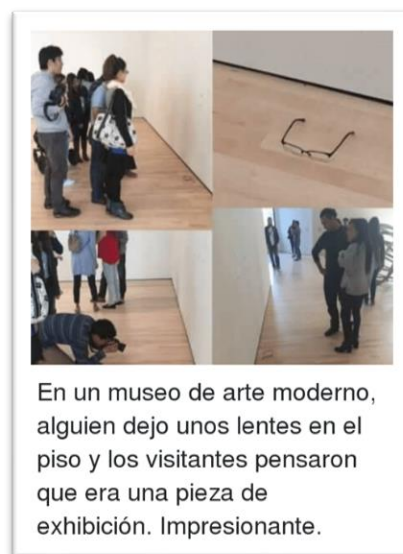 En un museo de arte moderno,
alguien dejo unos lentes en el
piso y los visitantes pensaron
que era una pieza de
exhibición. Impresionante.